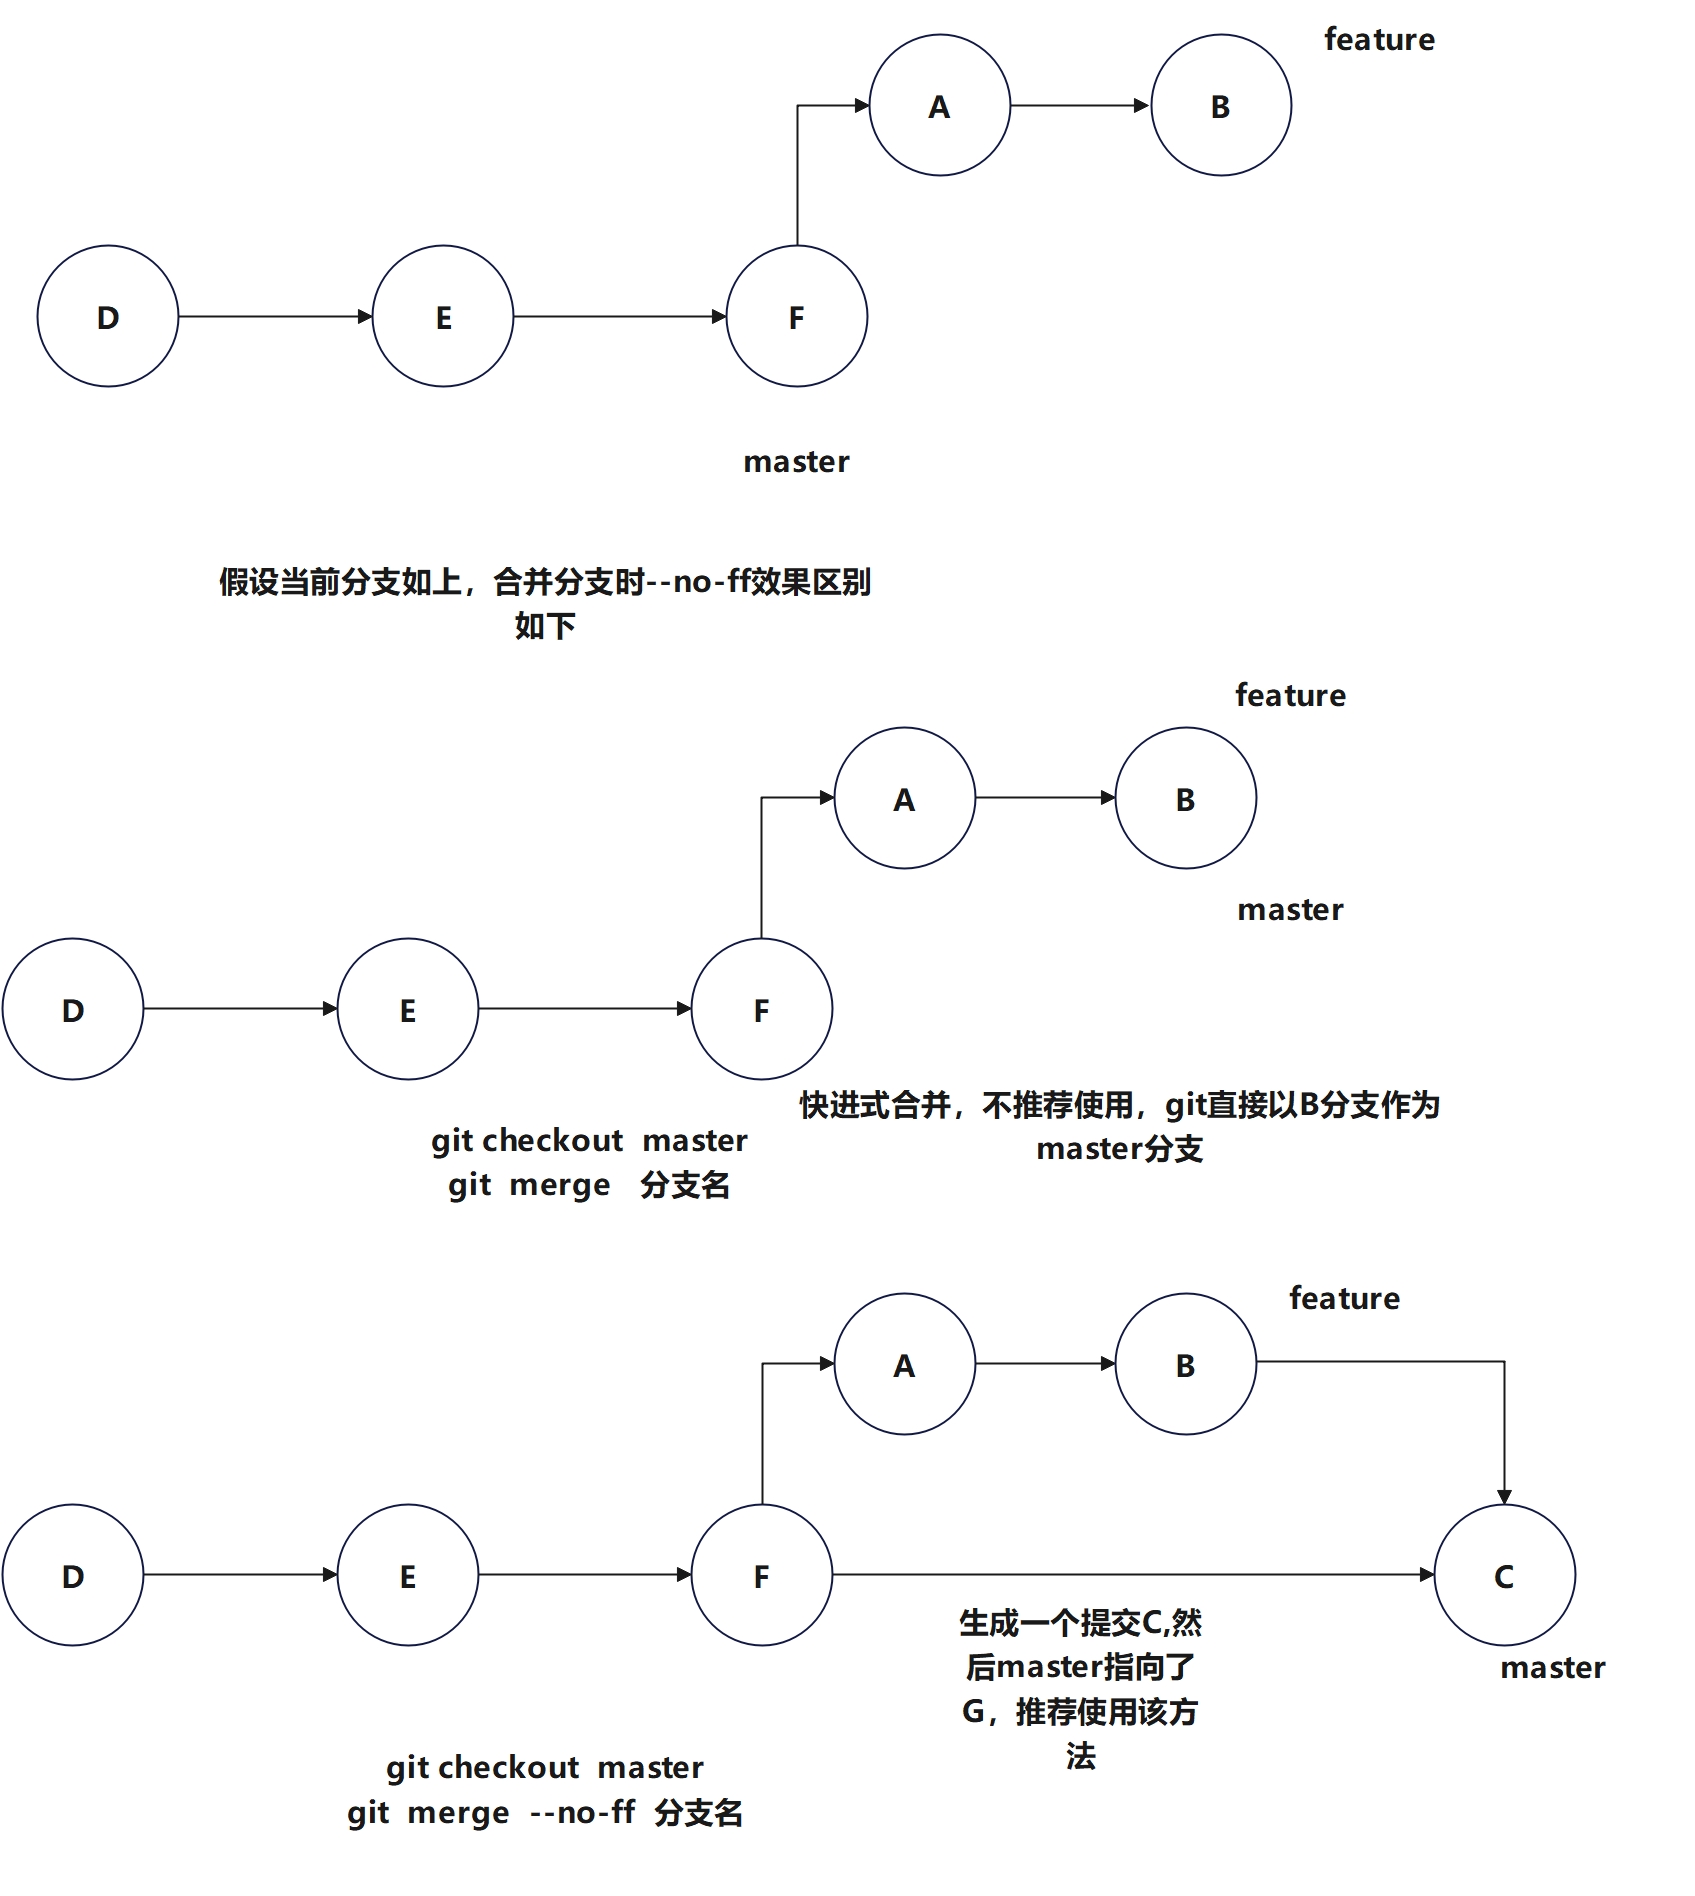 feature
A
B
D
E
F
master
假设当前分支如上，合并分支时--no-ff效果区别
如下
feature
A
B
master
D
E
F
快进式合并，不推荐使用，git直接以B分支作为
master分支
git checkout master
git merge 分支名
feature
A
B
D
E
F
C
生成一个提交C,然
后master指向了
G，推荐使用该方
法
master
git checkout master
git merge --no-ff 分支名